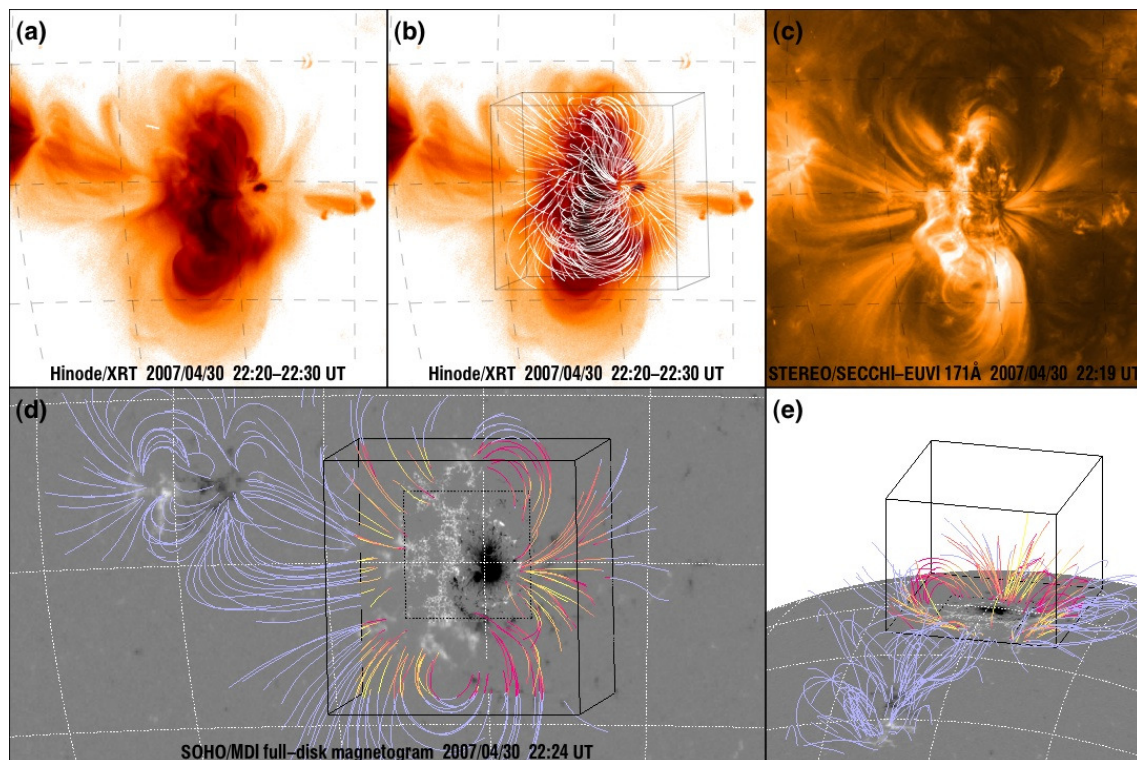 (a)
Hinode/XRT 2007/04/30 22:20–22:30 UT
(b)
Hinode/XRT 2007/04/30 22:20–22:30 UT
(c)
STEREO/SECCHI–EUVI 171Å 2007/04/30 22:19 UT
(d)
SOHO/MDI full–disk magnetogram 2007/04/30 22:24 UT
(e)